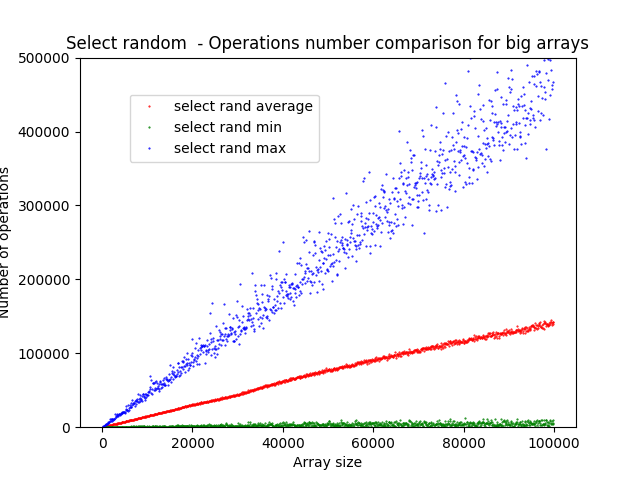 Select random  - Operations number comparison for big arrays
500000
400000
300000
200000
100000
0
Number of operations
select rand average
select rand min
select rand max
0 20000 40000 60000 80000 100000
Array size